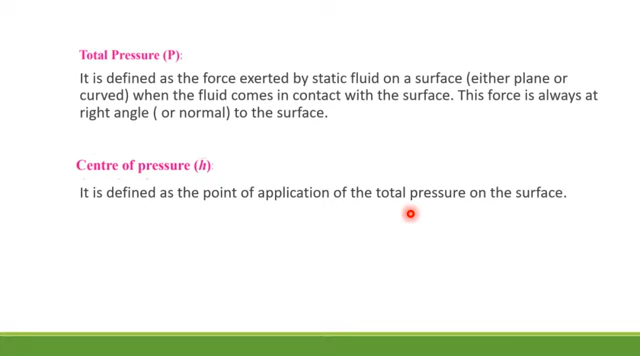 Total Pressure (P):
It is defined as the force exerted by static fluid on a surface (either plane or
curved) when the fluid comes in contact with the surface. This force is always at
right angle ( or normal) to the surface.
Centre of pressure (h):
It is defined as the point of application of the total pressure on the surface.